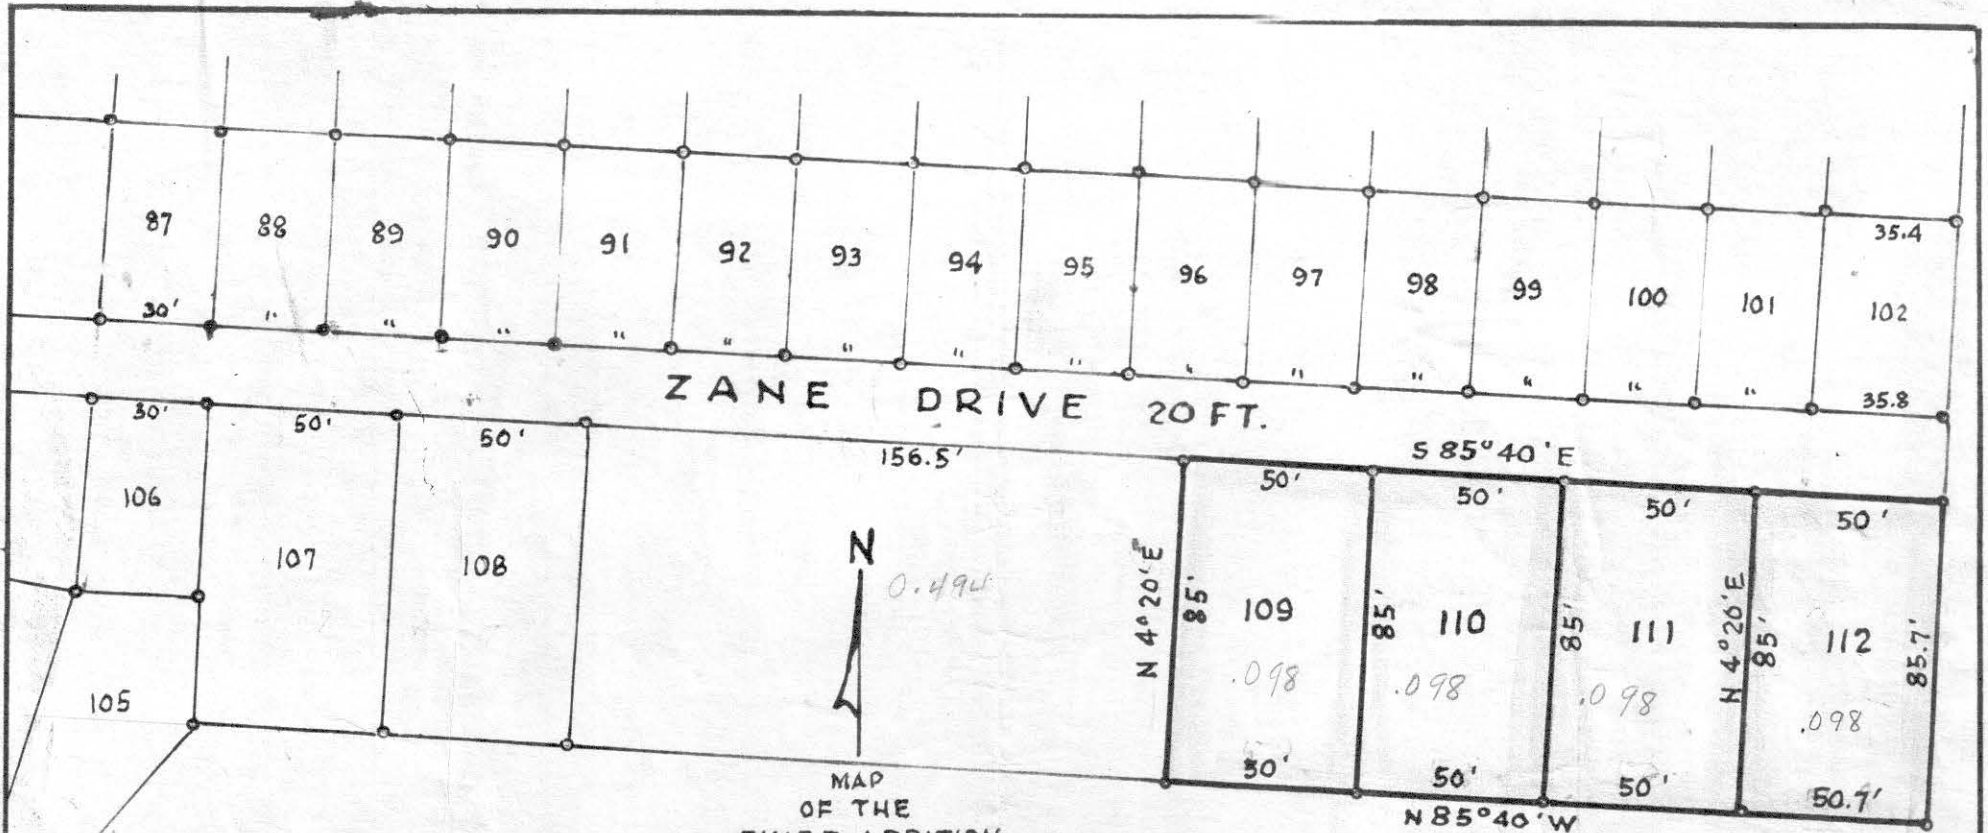 35.4
87 88 89 90 91 92 93 94 95 96 97 98 99 100 101 102
30' " " " " " " " " " " " " " " 35.8
ZANE DRIVE 20 FT.
S 85°40'E
30' 50' 50' 156.5' 50' 50' 50' 50'
106 107 108
N
0.494
N 4°20'E 85' 109 85' 110 85' 111 N 4°20'E 85' 112 85.7'
.098 .098 .098 .098
105
50' 50' 50' 50.7'
N 85°40'W
MAP
OF THE
ADDITION